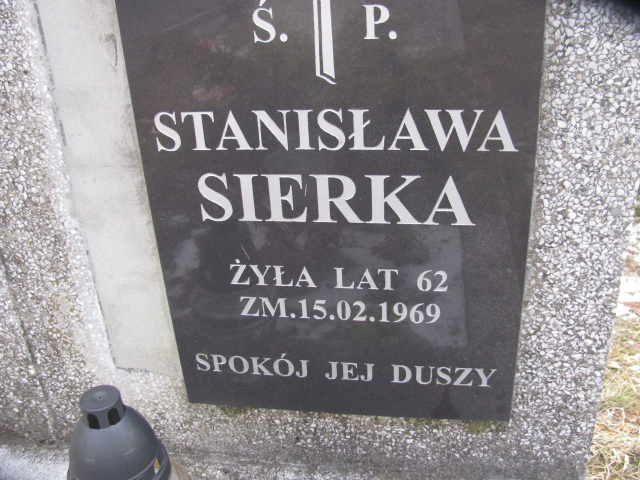 Ś. P.
STANISŁAWA
SIERKA
ŻYŁA LAT 62
ZM.15.02.1969
SPOKÓJ JEJ DUSZY